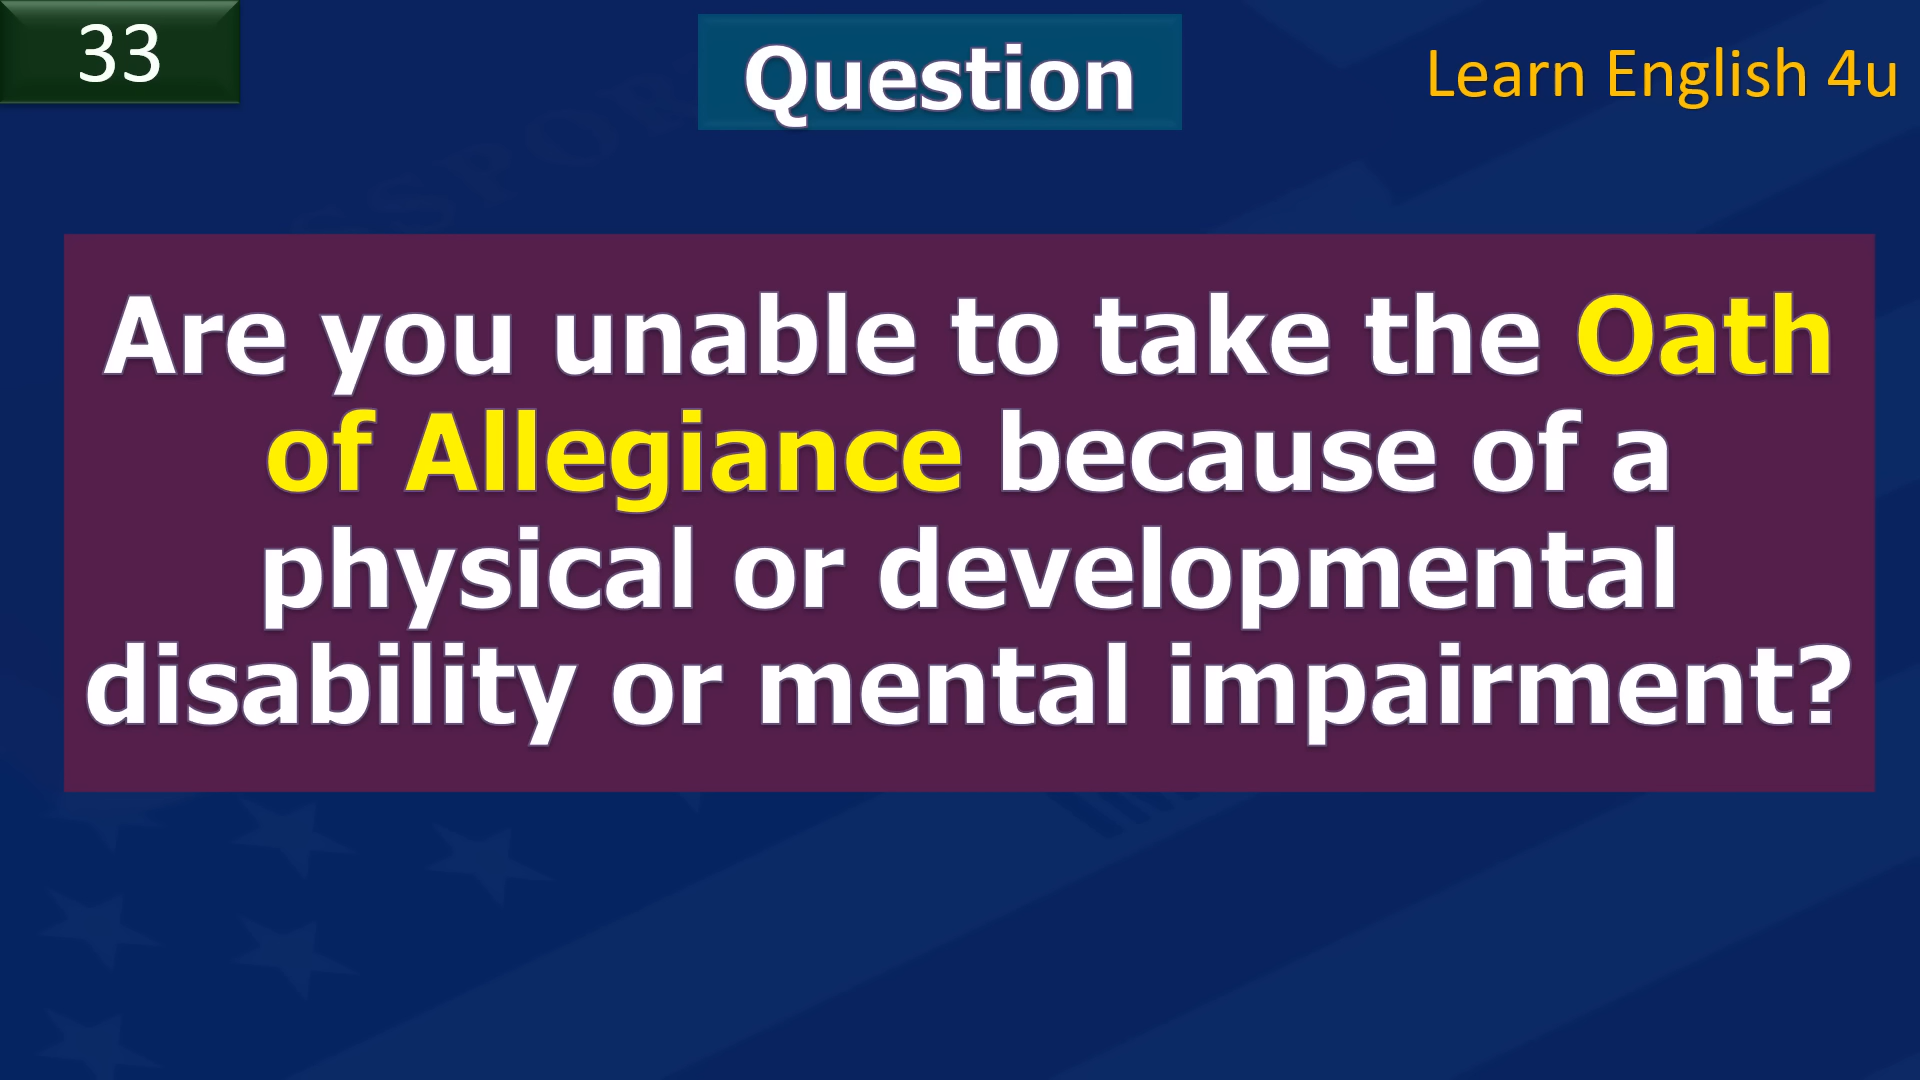 33
Question
Learn English 4u
Are you unable to take the Oath
of Allegiance because of a
physical or developmental
disability or mental impairment?